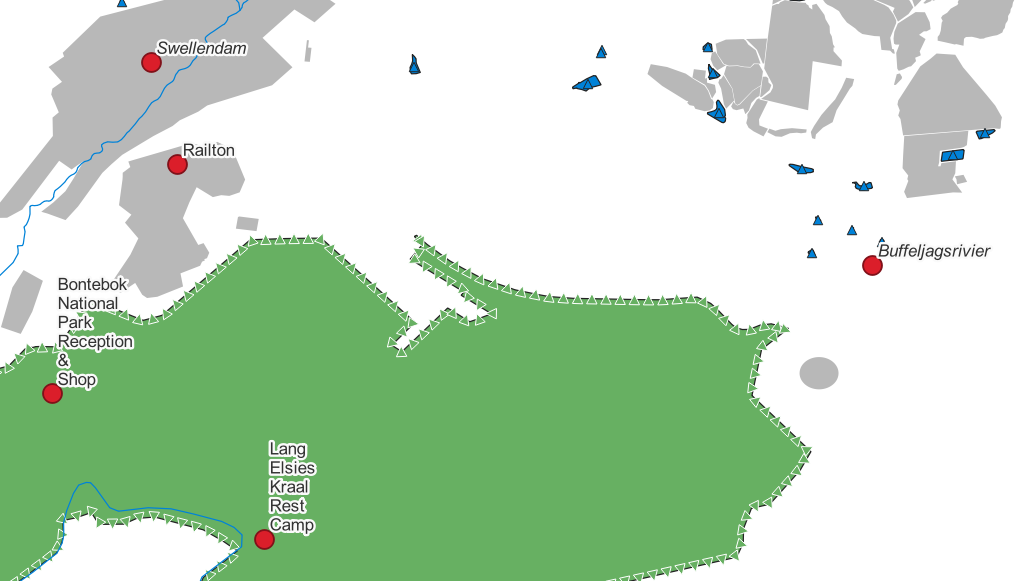 Swellendam
Railton
Buffeljagsrivier
Bontebok
National
Park
Reception
&
Shop
Lang
Elsies
Kraal
Rest
Camp